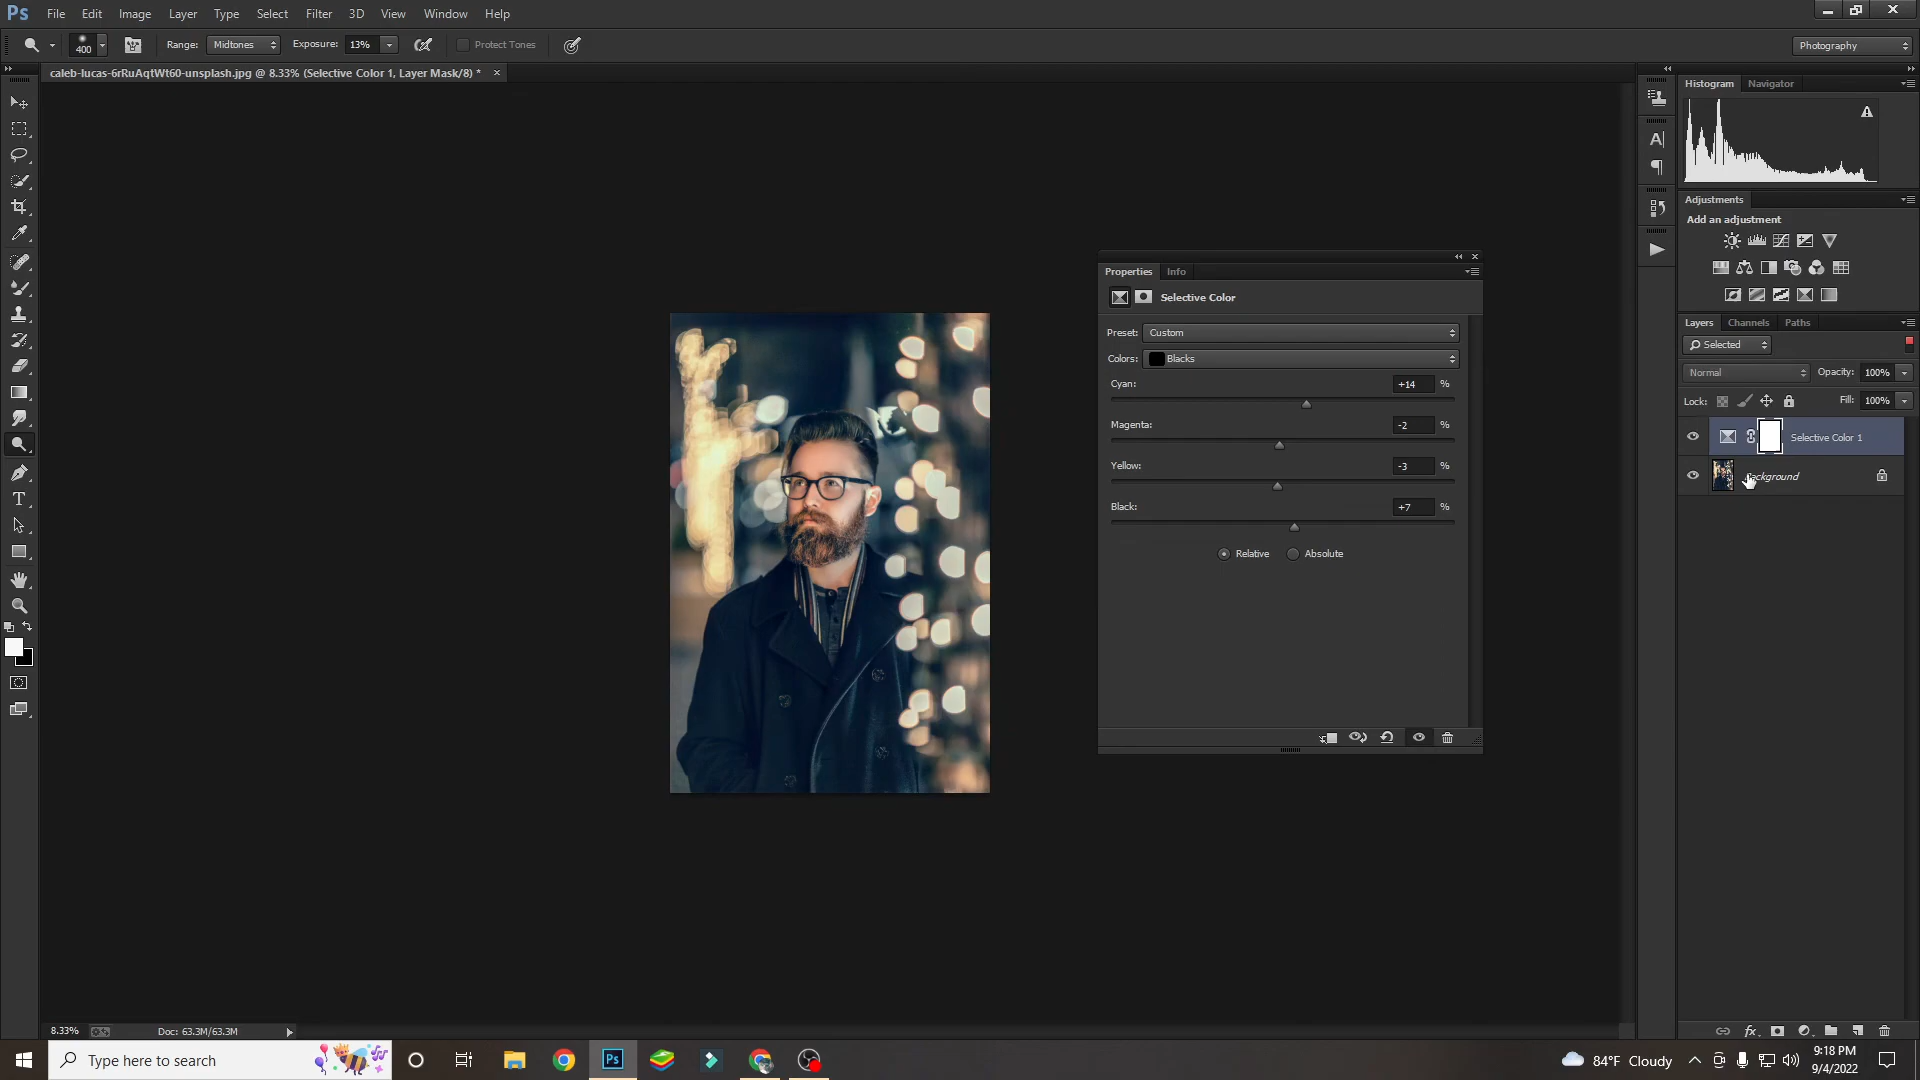 Ps File Edit Image Layer Type Select Filter 3D View Window Help
400 Range: Midtones Exposure: 13% Protect Tones Photography
caleb-lucas-6rRuAqtWt60-unsplash.jpg @ 8.33% (Selective Color 1, Layer Mask/8) * ×
Histogram Navigator
Adjustments
Add an adjustment
Properties Info
Selective Color
Preset: Custom
Colors: Blacks
Cyan: +14 %
Magenta: -2 %
Yellow: -3 %
Black: +7 %
Relative Absolute
Layers Channels Paths
Selected
Normal Opacity: 100%
Lock: Fill: 100%
Selective Color 1
8.33% Doc: 63.3M/63.3M
Type here to search
Ps
84°F Cloudy
9:18 PM
9/4/2022